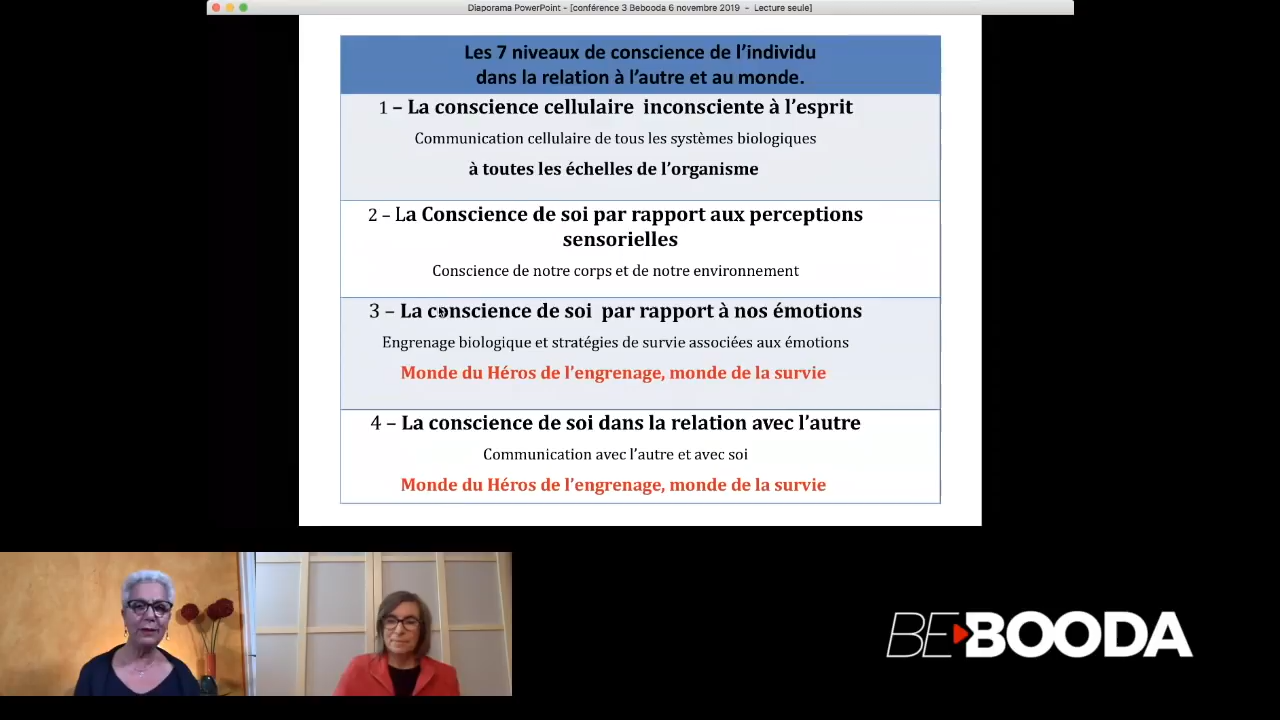 Diaporama PowerPoint - [conférence 3 Bebooda 6 novembre 2019 - Lecture seule]
Les 7 niveaux de conscience de l'individu
dans la relation à l'autre et au monde.
1 – La conscience cellulaire inconsciente à l'esprit
Communication cellulaire de tous les systèmes biologiques
à toutes les échelles de l'organisme
2 – La Conscience de soi par rapport aux perceptions
sensorielles
Conscience de notre corps et de notre environnement
3 – La conscience de soi par rapport à nos émotions
Engrenage biologique et stratégies de survie associées aux émotions
Monde du Héros de l'engrenage, monde de la survie
4 – La conscience de soi dans la relation avec l'autre
Communication avec l'autre et avec soi
Monde du Héros de l'engrenage, monde de la survie
BEBOODA